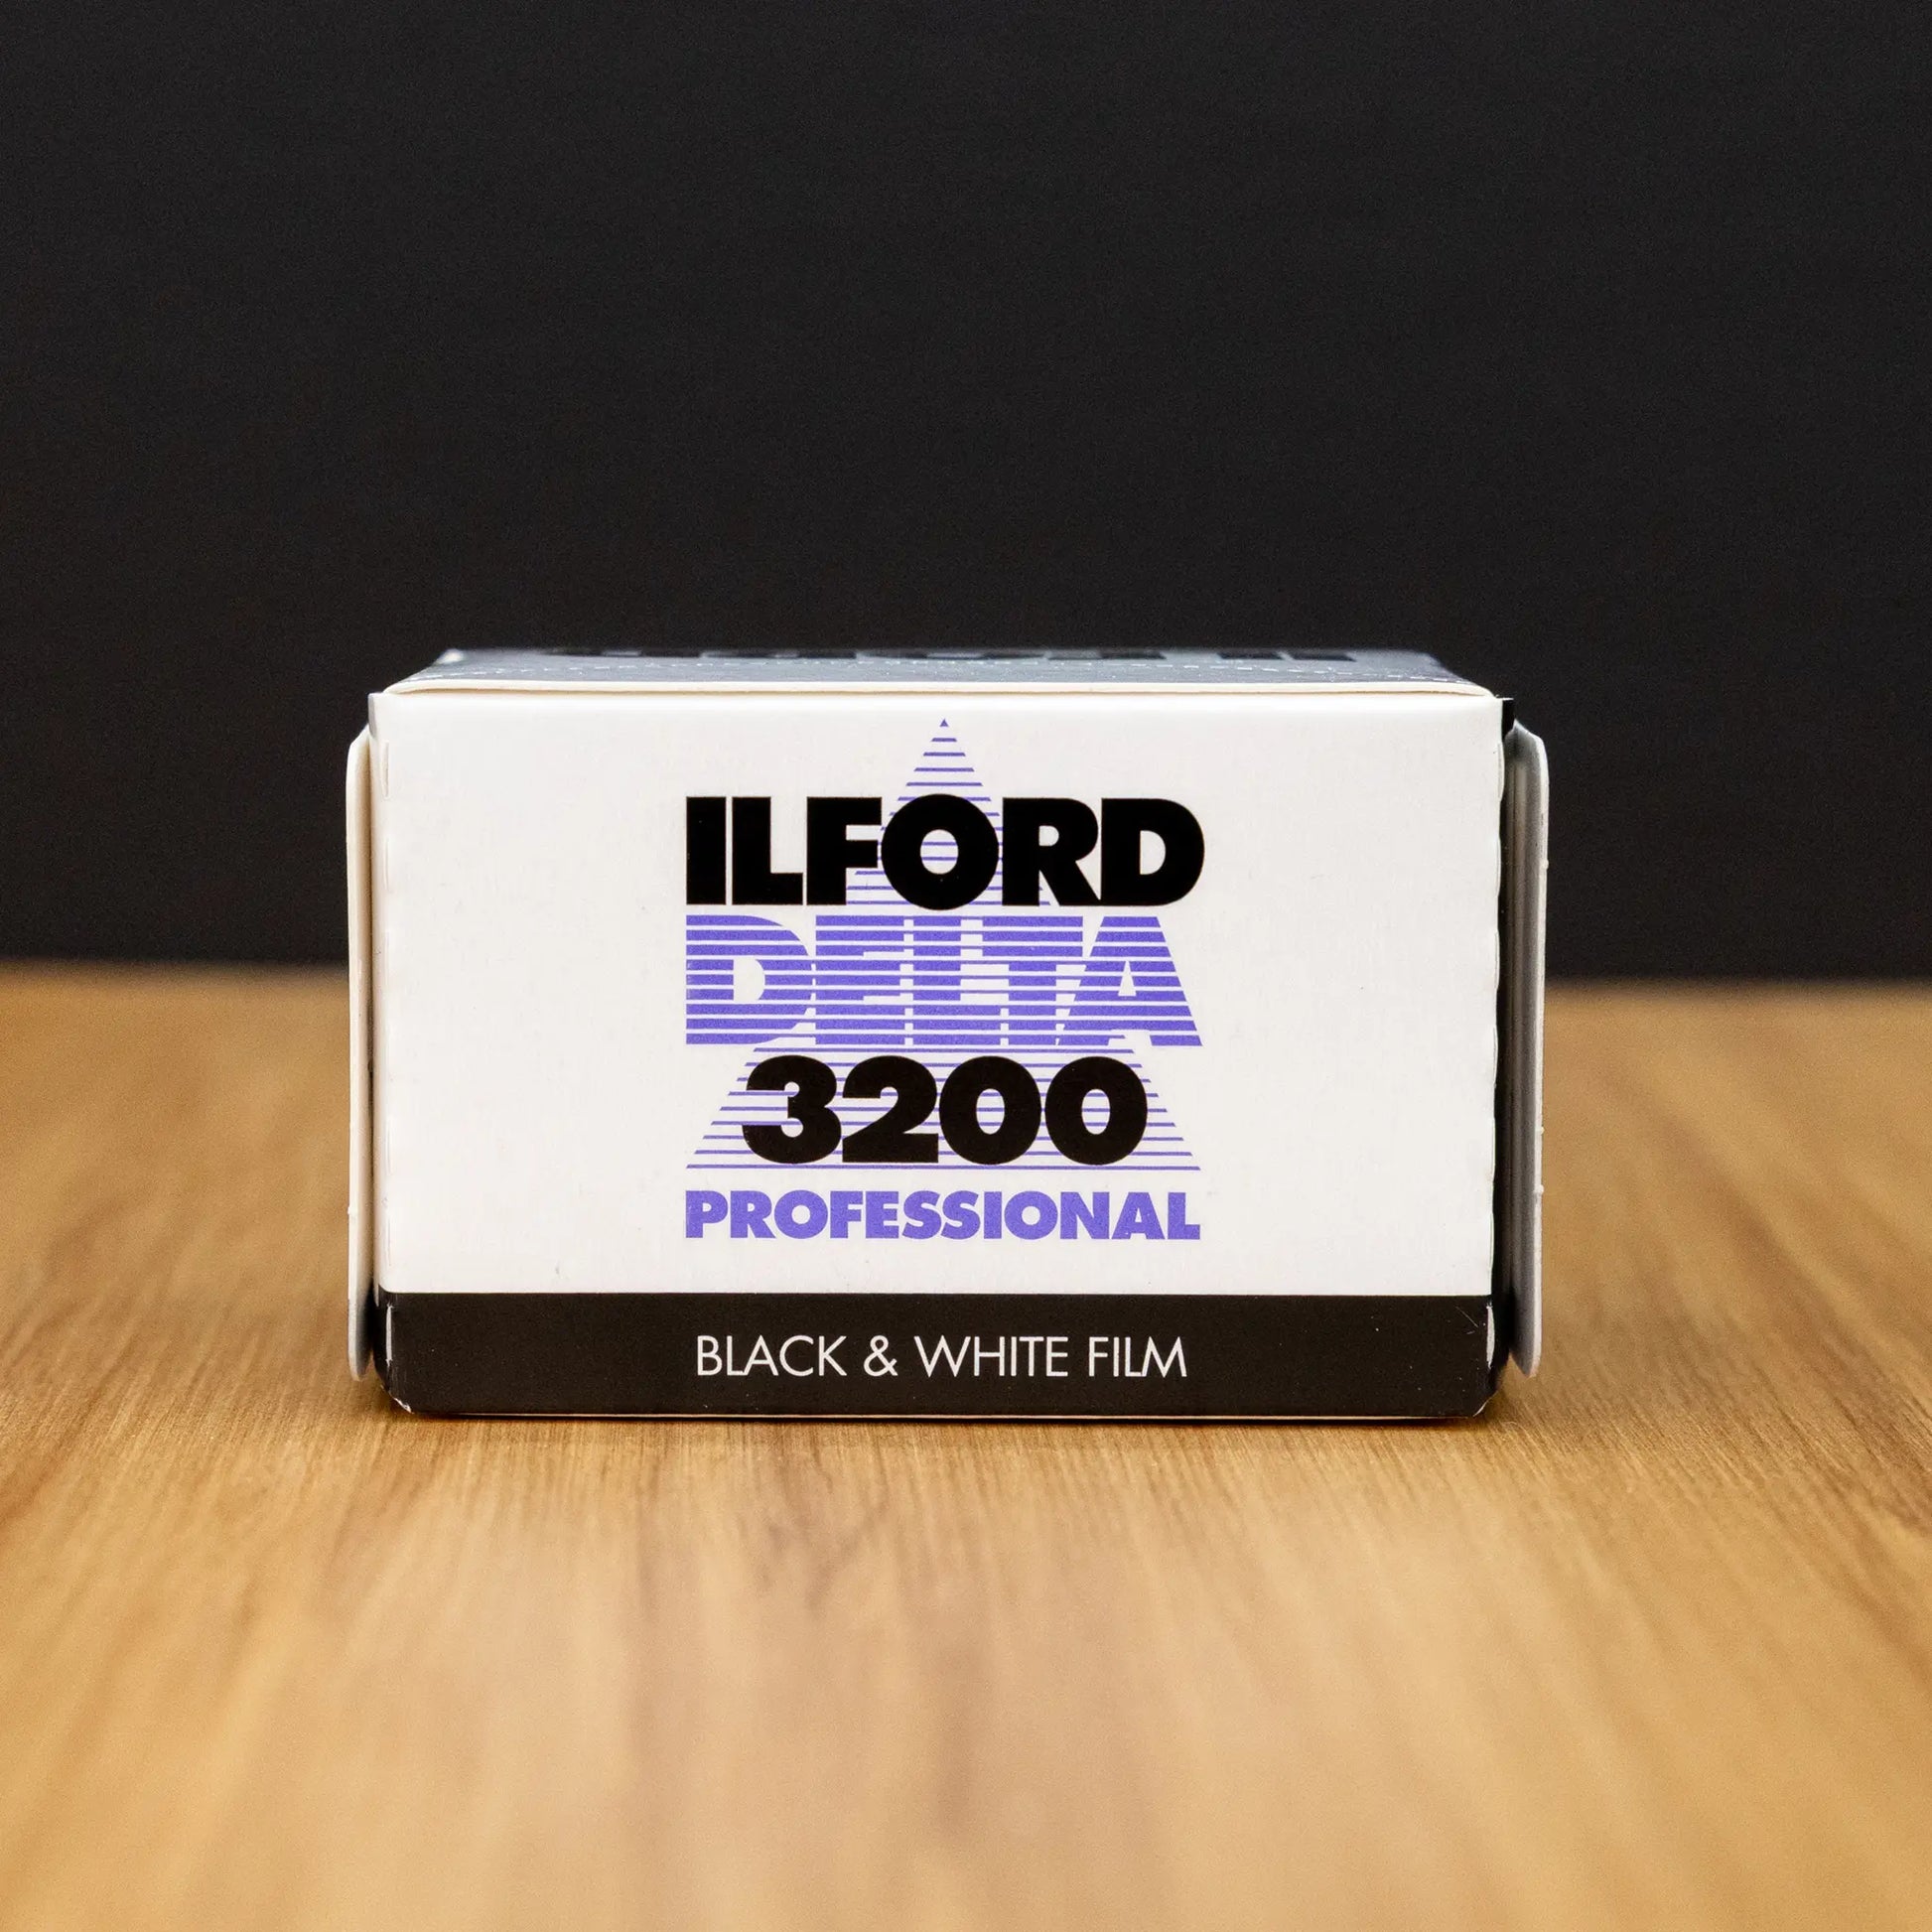 ILFORD
DELTA
3200
PROFESSIONAL
BLACK & WHITE FILM